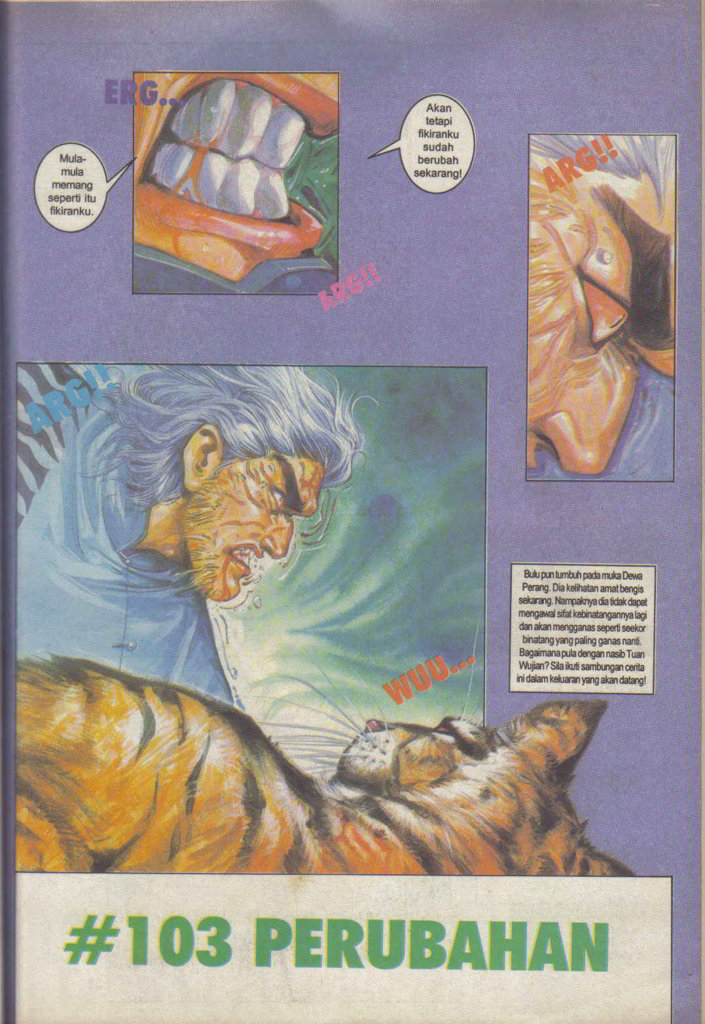 ERG...
Mula-
mula
memang
seperti itu
fikiranku.
Akan
tetapi
fikiranku
sudah
berubah
sekarang!
ARG!!
ARG!!
ARG!!
WUU...
Bulu pun tumbuh pada muka Dewa
Perang. Dia kelihatan amat bengis
sekarang. Nampaknya dia tidak dapat
mengawal sifat kebinatangannya lagi
dan akan mengganas seperti seekor
binatang yang paling ganas nanti.
Bagaimana pula dengan nasib Tuan
Wujian? Sila ikuti sambungan cerita
ini dalam keluaran yang akan datang!
#103 PERUBAHAN